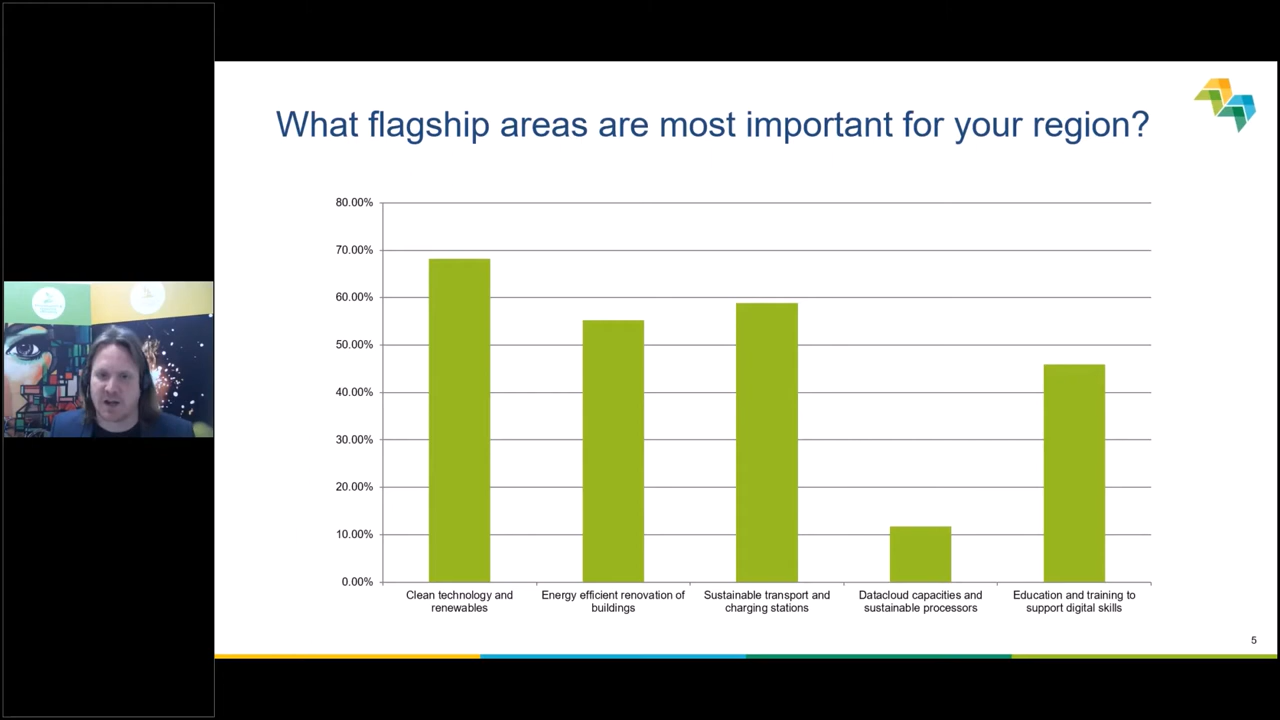 What flagship areas are most important for your region?
80.00%
70.00%
60.00%
50.00%
40.00%
30.00%
20.00%
10.00%
0.00%
Clean technology and
renewables
Energy efficient renovation of
buildings
Sustainable transport and
charging stations
Datacloud capacities and
sustainable processors
Education and training to
support digital skills
5